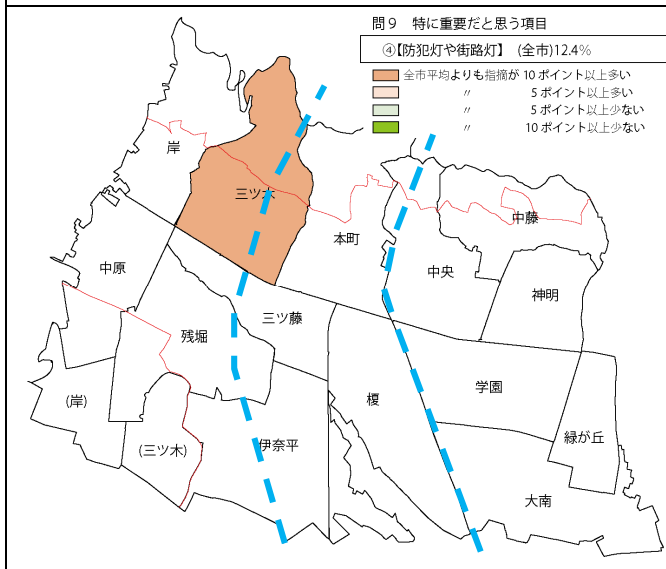 問9 特に重要だと思う項目
④【防犯灯や街路灯】 (全市)12.4%
全市平均よりも指摘が 10 ポイント以上多い
〃 5 ポイント以上多い
〃 5 ポイント以上少ない
〃 10 ポイント以上少ない
岸
三ツ木
本町
中藤
中央
中原
神明
三ツ藤
残堀
学園
(岸)
榎
緑が丘
(三ツ木)
伊奈平
大南